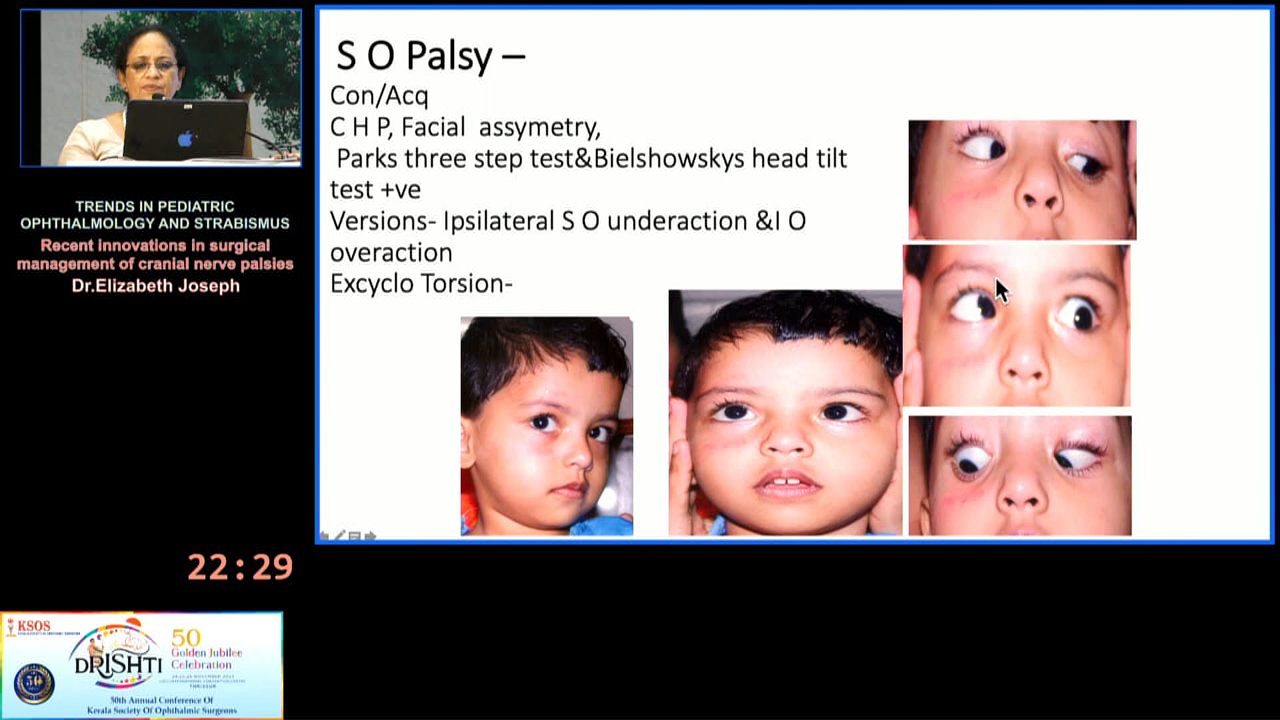 S O Palsy –
Con/Acq
C H P, Facial assymetry,
Parks three step test&Bielshowskys head tilt
test +ve
Versions- Ipsilateral S O underaction &I O
overaction
Excyclo Torsion-
TRENDS IN PEDIATRIC
OPHTHALMOLOGY AND STRABISMUS
Recent innovations in surgical
management of cranial nerve palsies
Dr.Elizabeth Joseph
22:29
KSOS
DRISHTI
50
Golden Jubilee
Celebration
50th Annual Conference Of
Kerala Society Of Ophthalmic Surgeons